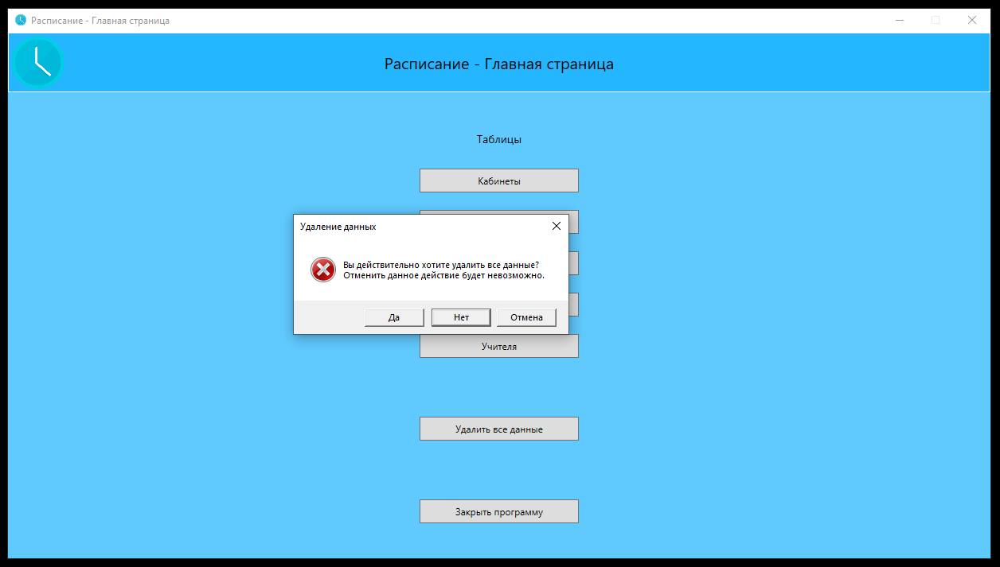 Расписание - Главная страница
Расписание - Главная страница
Таблицы
Кабинеты
Удаление данных
Вы действительно хотите удалить все данные?
Отменить данное действие будет невозможно.
Да Нет Отмена
Учителя
Удалить все данные
Закрыть программу